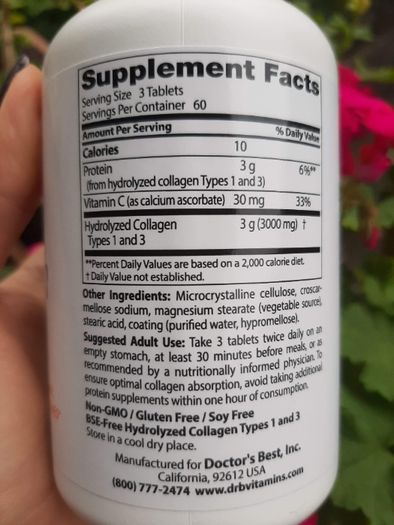 Supplement Facts
Serving Size 3 Tablets
Servings Per Container 60
Amount Per Serving % Daily Value
Calories 10
Protein 3 g 6%**
(from hydrolyzed collagen Types 1 and 3)
Vitamin C (as calcium ascorbate) 30 mg 33%
Hydrolyzed Collagen 3 g (3000 mg) †
Types 1 and 3
**Percent Daily Values are based on a 2,000 calorie diet.
† Daily Value not established.
Other Ingredients: Microcrystalline cellulose, croscar-
mellose sodium, magnesium stearate (vegetable source),
stearic acid, coating (purified water, hypromellose).
Suggested Adult Use: Take 3 tablets twice daily on an
empty stomach, at least 30 minutes before meals, or as
recommended by a nutritionally informed physician. To
ensure optimal collagen absorption, avoid taking additional
protein supplements within one hour of consumption.
Non-GMO / Gluten Free / Soy Free
BSE-Free Hydrolyzed Collagen Types 1 and 3
Store in a cool dry place.
Manufactured for Doctor's Best, Inc.
California, 92612 USA
(800) 777-2474 www.drbvitamins.com